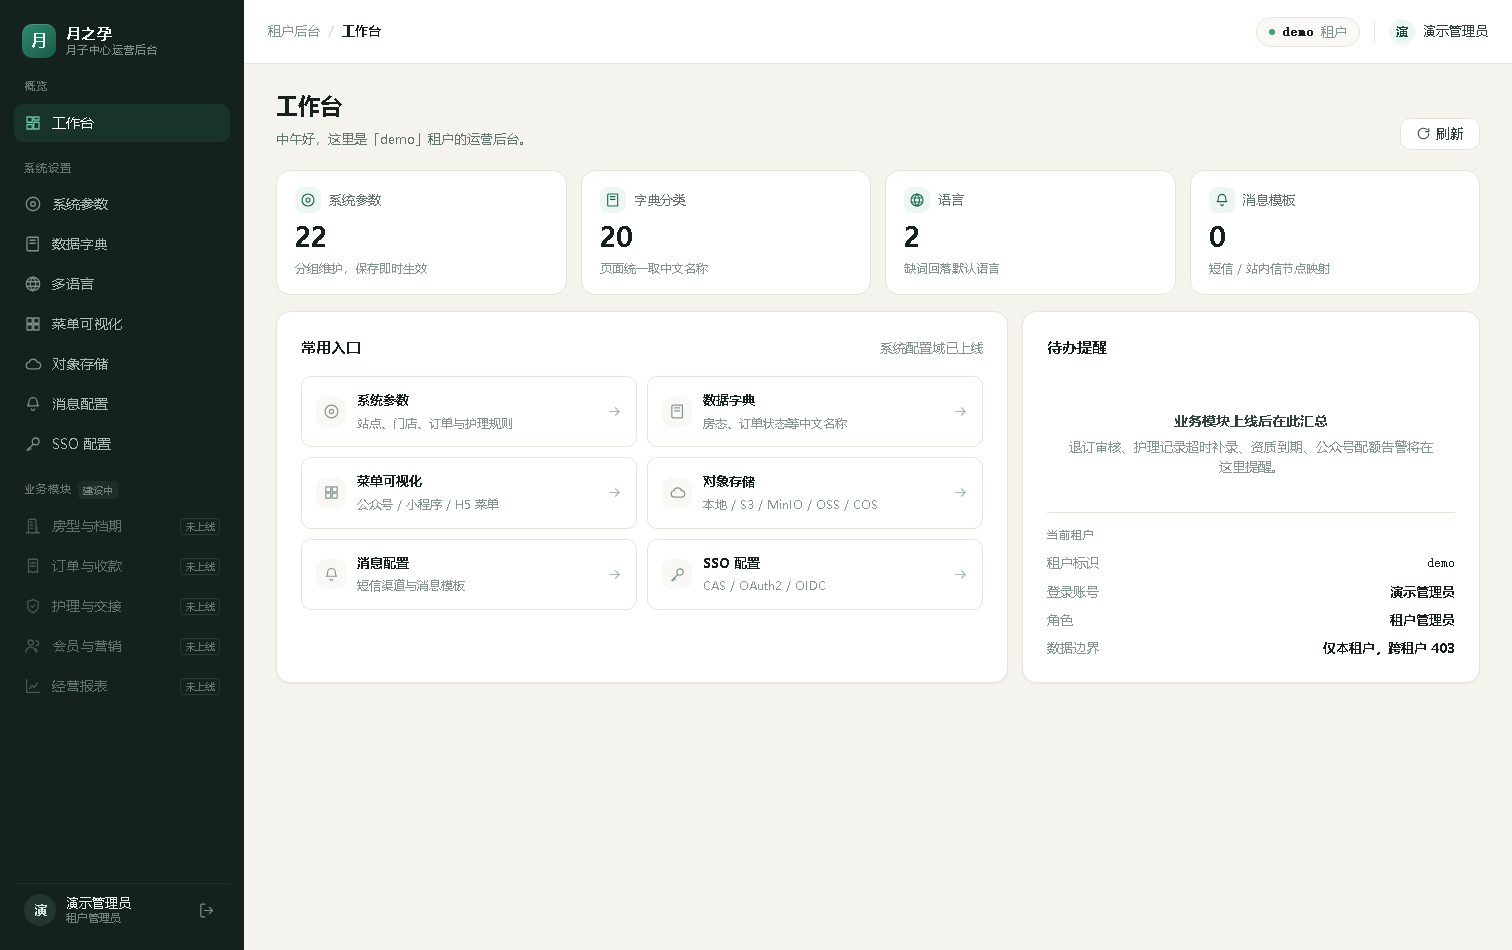 月
月之孕
月子中心运营后台
概览
工作台
系统设置
系统参数
数据字典
多语言
菜单可视化
对象存储
消息配置
SSO 配置
业务模块 建设中
房型与档期 未上线
订单与收款 未上线
护理与交接 未上线
会员与营销 未上线
经营报表 未上线
演
演示管理员
租户管理员
租户后台 / 工作台
demo 租户
演 演示管理员
工作台
中午好，这里是「demo」租户的运营后台。
刷新
系统参数
22
分组维护，保存即时生效
字典分类
20
页面统一取中文名称
语言
2
缺词回落默认语言
消息模板
0
短信 / 站内信节点映射
常用入口
系统配置域已上线
系统参数
站点、门店、订单与护理规则
数据字典
房态、订单状态等中文名称
菜单可视化
公众号 / 小程序 / H5 菜单
对象存储
本地 / S3 / MinIO / OSS / COS
消息配置
短信渠道与消息模板
SSO 配置
CAS / OAuth2 / OIDC
待办提醒
业务模块上线后在此汇总
退订审核、护理记录超时补录、资质到期、公众号配额告警将在
这里提醒。
当前租户
租户标识 demo
登录账号 演示管理员
角色 租户管理员
数据边界 仅本租户，跨租户 403